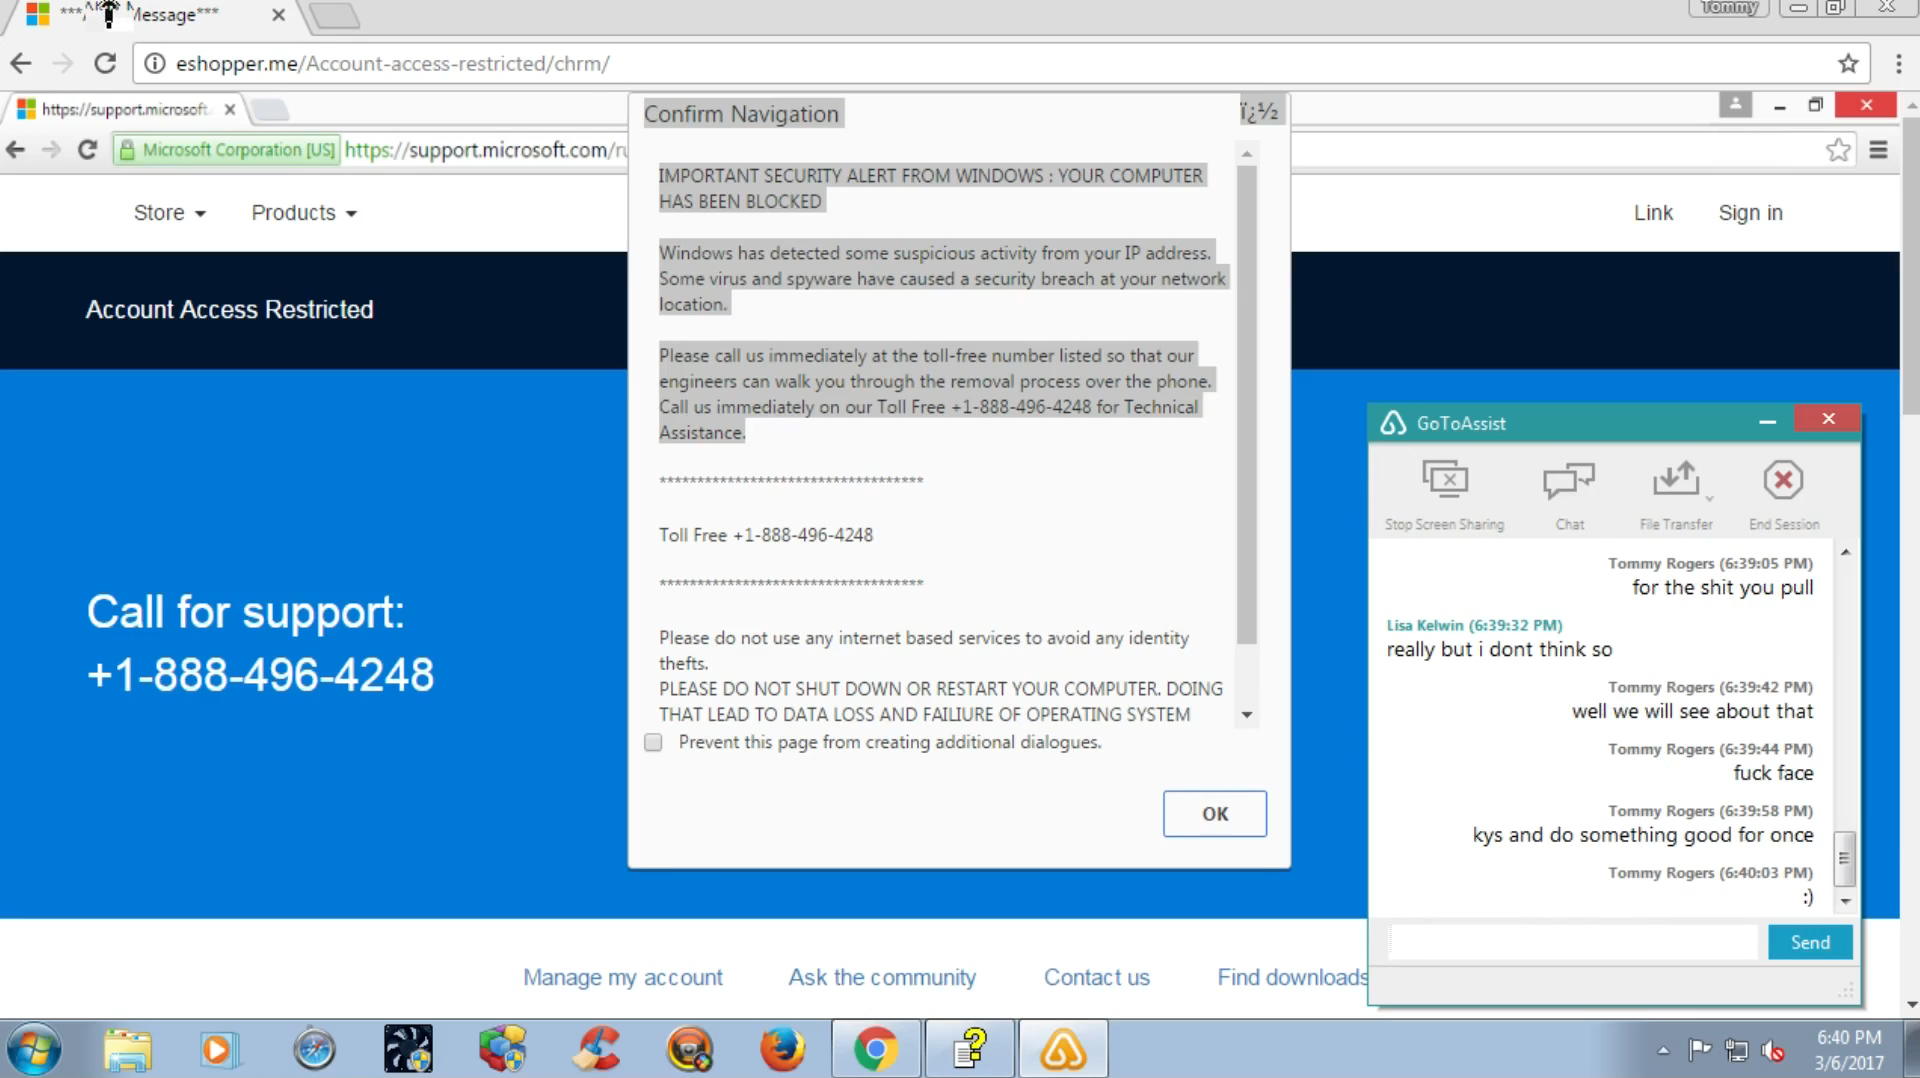 Message***
Tommy
eshopper.me/Account-access-restricted/chrm/
https://support.microsoft.
Microsoft Corporation [US]
https://support.microsoft.com/ru
Store
Products
Link
Sign in
Account Access Restricted
Call for support:
+1-888-496-4248
Confirm Navigation
ï¿½
IMPORTANT SECURITY ALERT FROM WINDOWS : YOUR COMPUTER
HAS BEEN BLOCKED
Windows has detected some suspicious activity from your IP address.
Some virus and spyware have caused a security breach at your network
location.
Please call us immediately at the toll-free number listed so that our
engineers can walk you through the removal process over the phone.
Call us immediately on our Toll Free +1-888-496-4248 for Technical
Assistance.
***********************************
Toll Free +1-888-496-4248
***********************************
Please do not use any internet based services to avoid any identity
thefts.
PLEASE DO NOT SHUT DOWN OR RESTART YOUR COMPUTER. DOING
THAT LEAD TO DATA LOSS AND FAILIURE OF OPERATING SYSTEM
Prevent this page from creating additional dialogues.
OK
GoToAssist
Stop Screen Sharing
Chat
File Transfer
End Session
Tommy Rogers (6:39:05 PM)
for the shit you pull
Lisa Kelwin (6:39:32 PM)
really but i dont think so
Tommy Rogers (6:39:42 PM)
well we will see about that
Tommy Rogers (6:39:44 PM)
fuck face
Tommy Rogers (6:39:58 PM)
kys and do something good for once
Tommy Rogers (6:40:03 PM)
:)
Send
Manage my account
Ask the community
Contact us
Find downloads
6:40 PM
3/6/2017